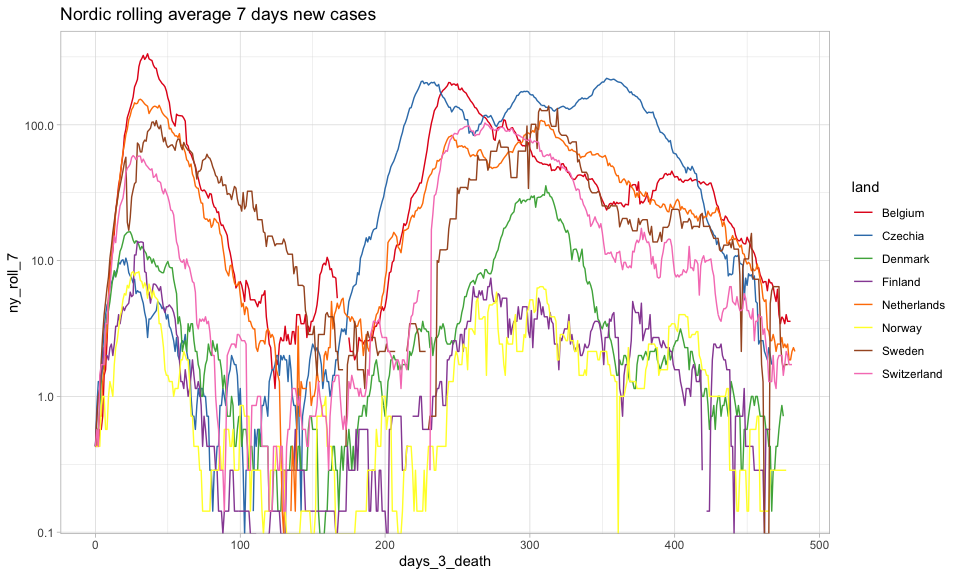 Nordic rolling average 7 days new cases
ny_roll_7
100.0
10.0
1.0
0.1
0 100 200 300 400 500
days_3_death
land
Belgium
Czechia
Denmark
Finland
Netherlands
Norway
Sweden
Switzerland